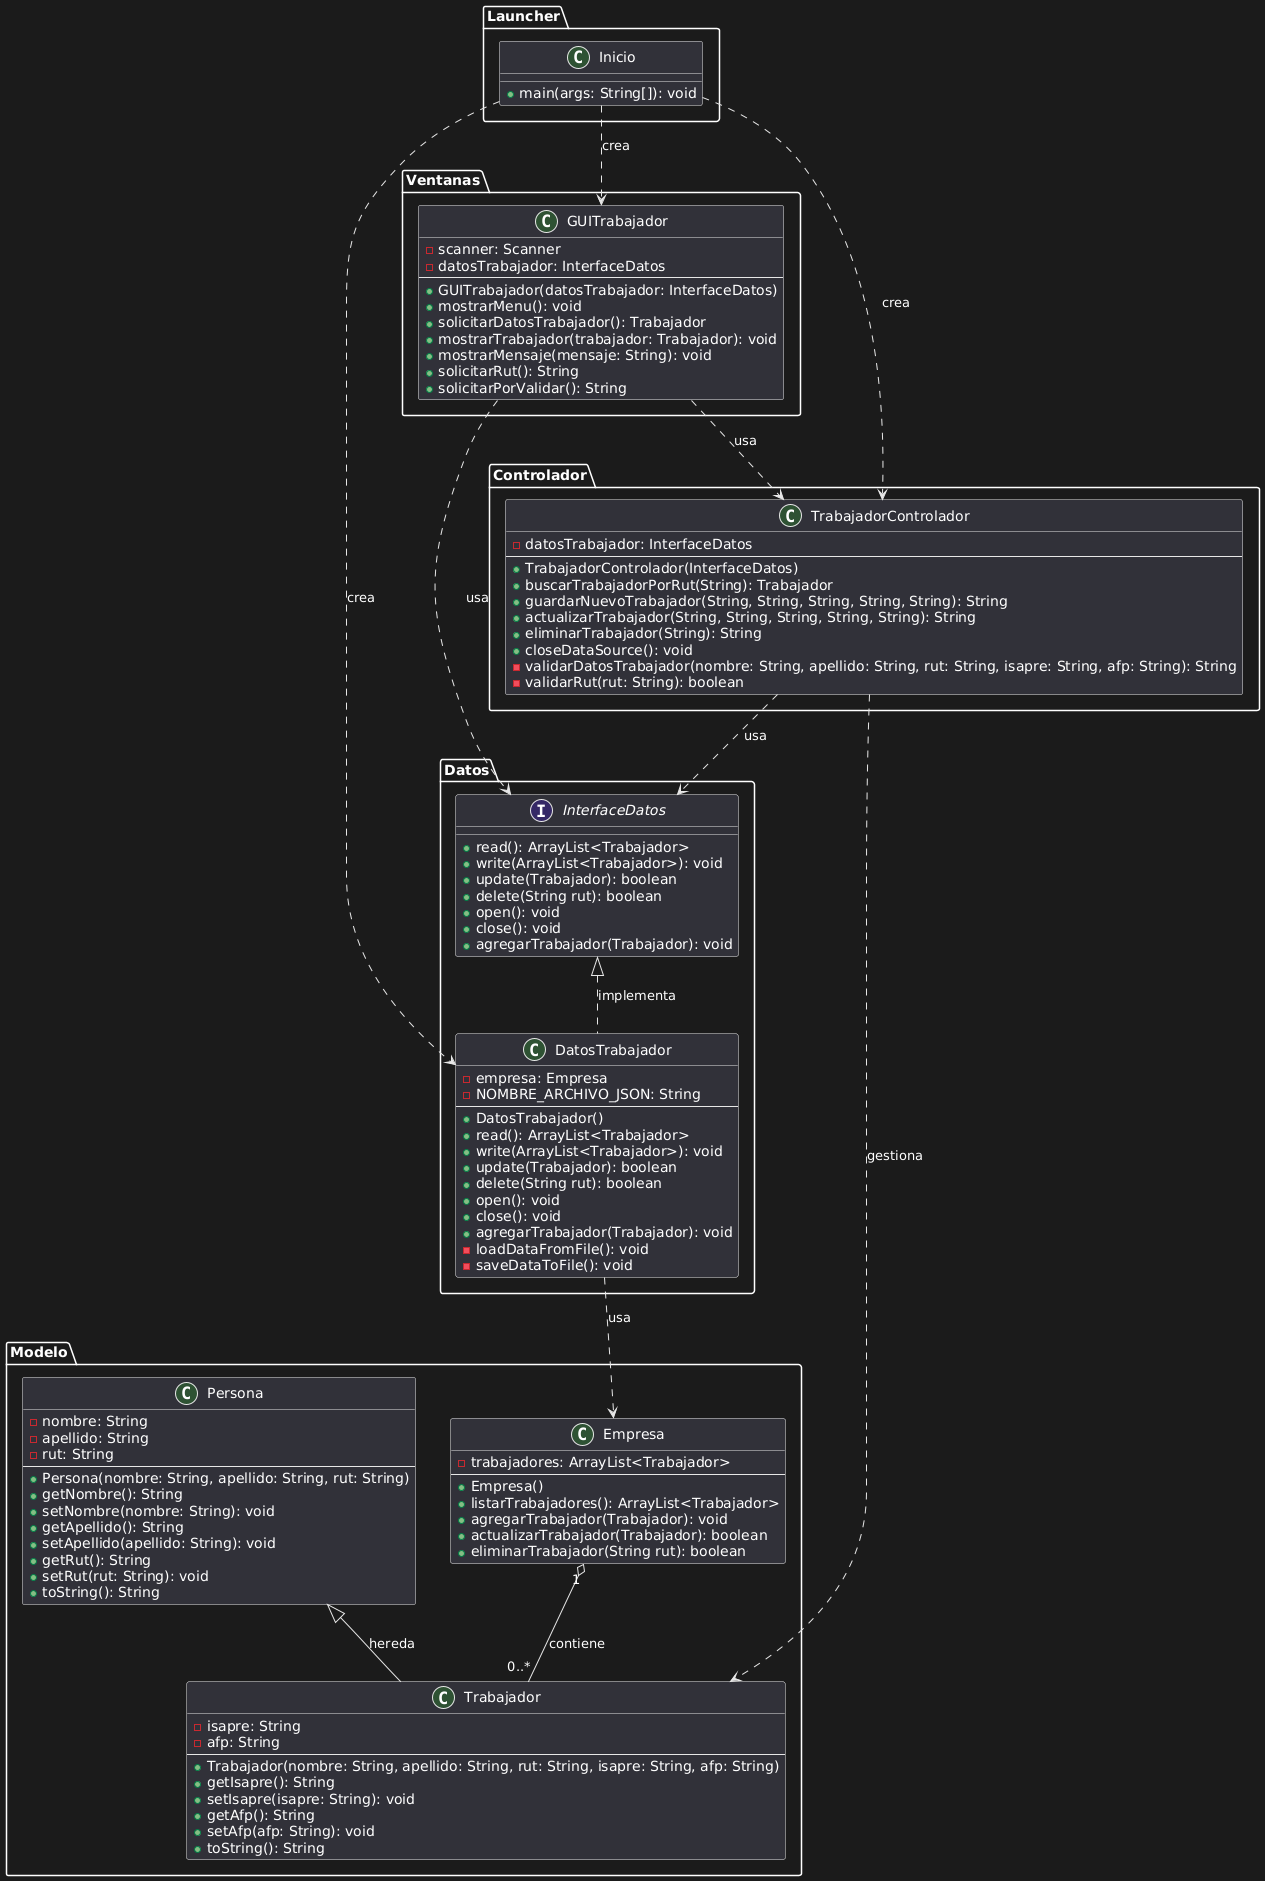 Launcher
C Inicio
main(args: String[]): void
crea
Ventanas
C GUITrabajador
scanner: Scanner
datosTrabajador: InterfaceDatos
GUITrabajador(datosTrabajador: InterfaceDatos)
mostrarMenu(): void
solicitarDatosTrabajador(): Trabajador
mostrarTrabajador(trabajador: Trabajador): void
mostrarMensaje(mensaje: String): void
solicitarRut(): String
solicitarPorValidar(): String
crea
usa
Controlador
C TrabajadorControlador
datosTrabajador: InterfaceDatos
TrabajadorControlador(InterfaceDatos)
buscarTrabajadorPorRut(String): Trabajador
guardarNuevoTrabajador(String, String, String, String, String): String
actualizarTrabajador(String, String, String, String, String): String
eliminarTrabajador(String): String
closeDataSource(): void
validarDatosTrabajador(nombre: String, apellido: String, rut: String, isapre: String, afp: String): String
validarRut(rut: String): boolean
crea
usa
usa
Datos
I InterfaceDatos
read(): ArrayList<Trabajador>
write(ArrayList<Trabajador>): void
update(Trabajador): boolean
delete(String rut): boolean
open(): void
close(): void
agregarTrabajador(Trabajador): void
implementa
C DatosTrabajador
empresa: Empresa
NOMBRE_ARCHIVO_JSON: String
DatosTrabajador()
read(): ArrayList<Trabajador>
write(ArrayList<Trabajador>): void
update(Trabajador): boolean
delete(String rut): boolean
open(): void
close(): void
agregarTrabajador(Trabajador): void
loadDataFromFile(): void
saveDataToFile(): void
gestiona
usa
Modelo
C Persona
nombre: String
apellido: String
rut: String
Persona(nombre: String, apellido: String, rut: String)
getNombre(): String
setNombre(nombre: String): void
getApellido(): String
setApellido(apellido: String): void
getRut(): String
setRut(rut: String): void
toString(): String
C Empresa
trabajadores: ArrayList<Trabajador>
Empresa()
listarTrabajadores(): ArrayList<Trabajador>
agregarTrabajador(Trabajador): void
actualizarTrabajador(Trabajador): boolean
eliminarTrabajador(String rut): boolean
1
hereda
contiene
0..*
C Trabajador
isapre: String
afp: String
Trabajador(nombre: String, apellido: String, rut: String, isapre: String, afp: String)
getIsapre(): String
setIsapre(isapre: String): void
getAfp(): String
setAfp(afp: String): void
toString(): String